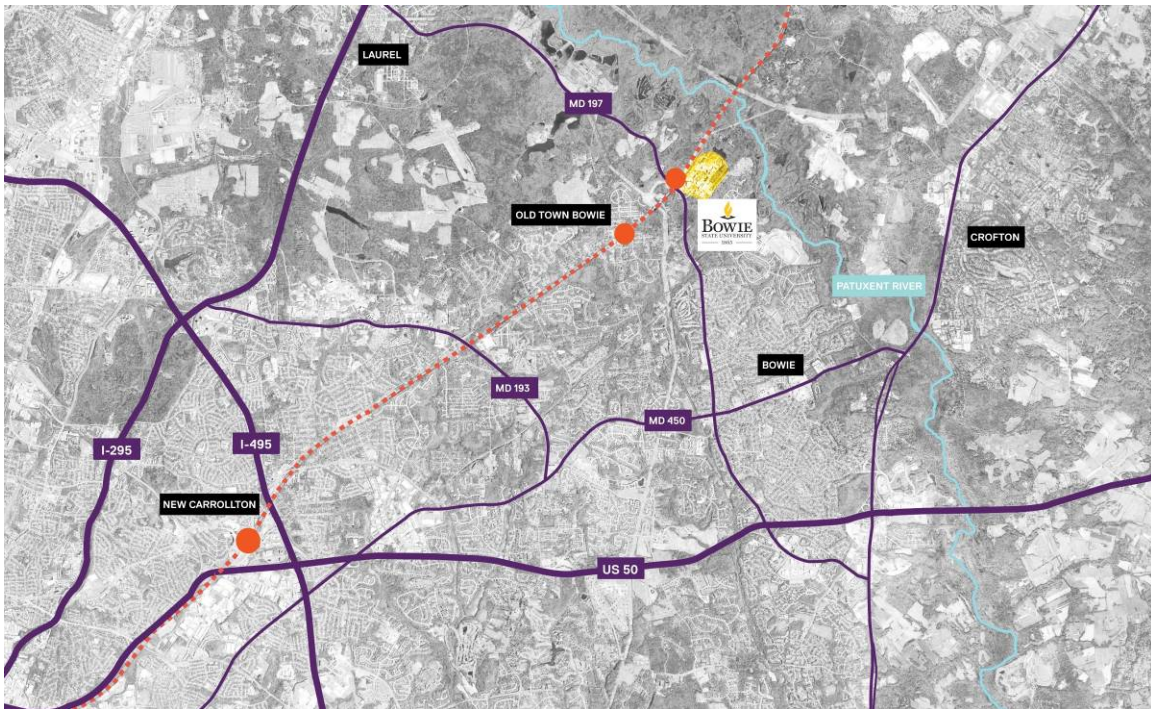 LAUREL
MD 197
OLD TOWN BOWIE
BOWIE
STATE UNIVERSITY
1865
CROFTON
PATUXENT RIVER
BOWIE
MD 193
MD 450
I-295
I-495
NEW CARROLLTON
US 50